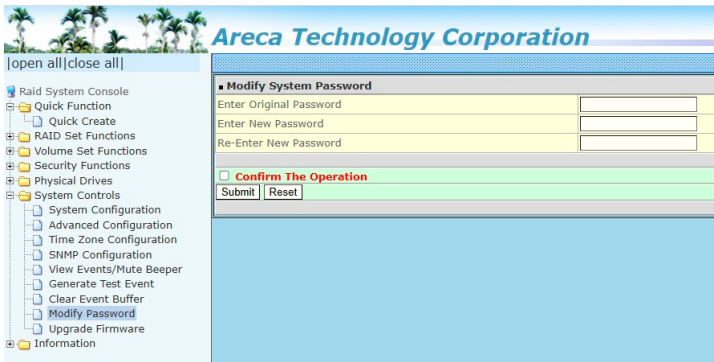 Areca Technology Corporation
|open all|close all|
Raid System Console
Quick Function
Quick Create
RAID Set Functions
Volume Set Functions
Security Functions
Physical Drives
System Controls
System Configuration
Advanced Configuration
Time Zone Configuration
SNMP Configuration
View Events/Mute Beeper
Generate Test Event
Clear Event Buffer
Modify Password
Upgrade Firmware
Information
Modify System Password
Enter Original Password
Enter New Password
Re-Enter New Password
Confirm The Operation
Submit Reset